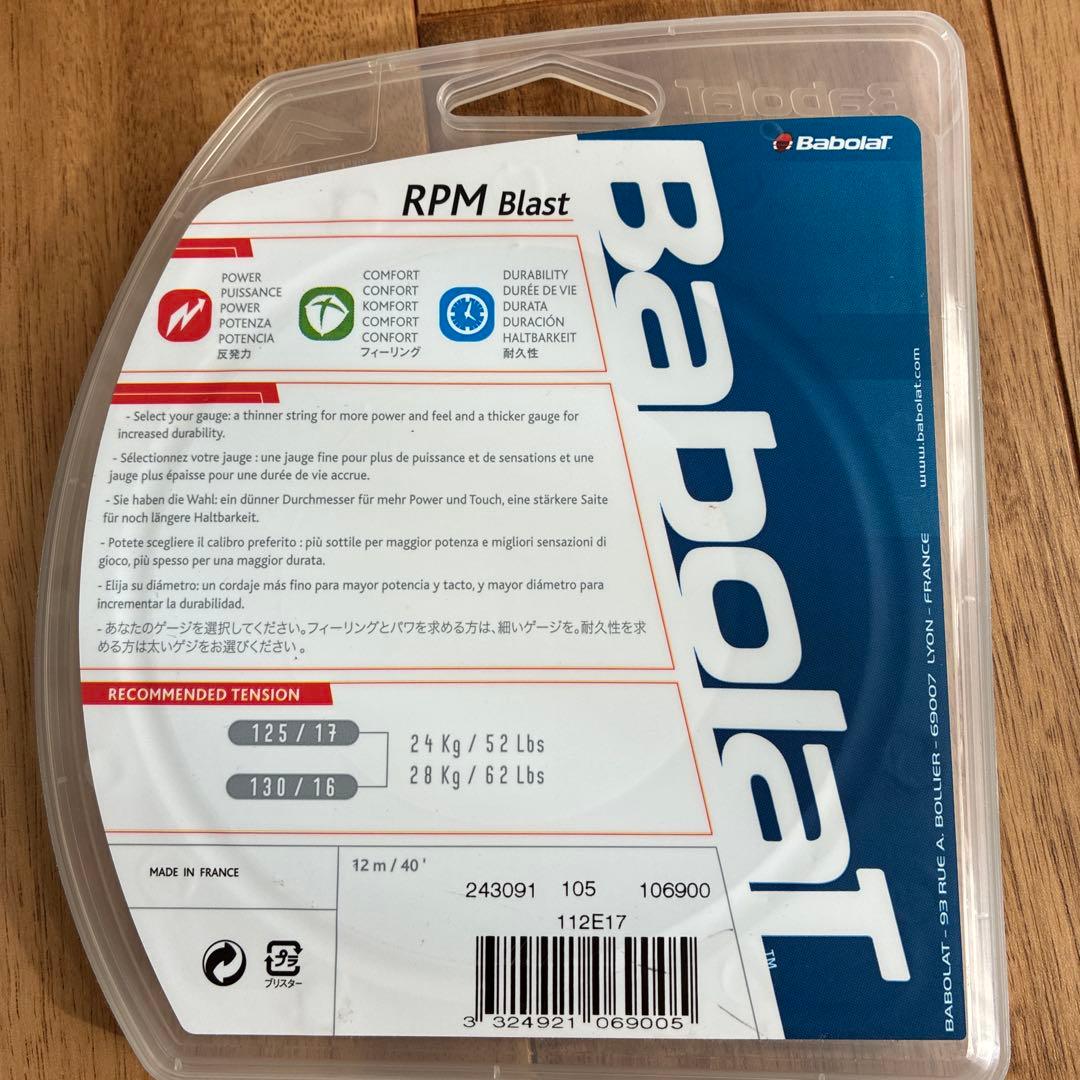 Babolat
Babolat
RPM Blast
POWER
PUISSANCE
POWER
POTENZA
POTENCIA
反発力
COMFORT
CONFORT
KOMFORT
COMFORT
CONFORT
フィーリング
DURABILITY
DURÉE DE VIE
DURATA
DURACIÓN
HALTBARKEIT
耐久性
- Select your gauge: a thinner string for more power and feel and a thicker gauge for
increased durability.
- Sélectionnez votre jauge : une jauge fine pour plus de puissance et de sensations et une
jauge plus épaisse pour une durée de vie accrue.
- Sie haben die Wahl: ein dünner Durchmesser für mehr Power und Touch, eine stärkere Saite
für noch längere Haltbarkeit.
- Potete scegliere il calibro preferito : più sottile per maggior potenza e migliori sensazioni di
gioco, più spesso per una maggior durata.
- Elija su diámetro: un cordaje más fino para mayor potencia y tacto, y mayor diámetro para
incrementar la durabilidad.
- あなたのゲージを選択してください。フィーリングとパワを求める方は、細いゲージを。耐久性を求
める方は太いゲジをお選びください 。
RECOMMENDED TENSION
125 / 17
130 / 16
24 Kg / 52 Lbs
28 Kg / 62 Lbs
MADE IN FRANCE
12 m / 40 '
243091 105 106900
112E17
3 324921 069005
プラ
ブリスター
Babolat
TM
www.babolat.com
BABOLAT - 93 RUE A. BOLLIER - 69007 LYON - FRANCE